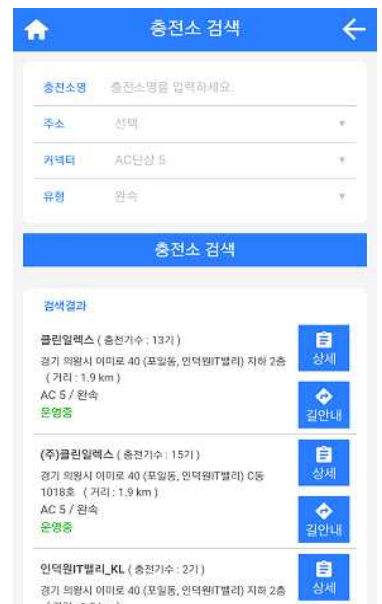 충전소 검색
충전소명 충전소명을 입력하세요.
주소 선택
커넥터 AC단상 5
유형 완속
충전소 검색
검색결과
클린일렉스 ( 충전기수 : 13기 )
상세
경기 의왕시 이미로 40 (포일동, 인덕원IT밸리) 지하 2층
( 거리 : 1.9 km )
AC 5 / 완속
운영중
길안내
(주)클린일렉스 ( 충전기수 : 15기 )
상세
경기 의왕시 이미로 40 (포일동, 인덕원IT밸리) C동
1018호 ( 거리 : 1.9 km )
AC 5 / 완속
운영중
길안내
인덕원IT밸리_KL ( 충전기수 : 2기 )
상세
경기 의왕시 이미로 40 (포일동, 인덕원IT밸리) 지하 2층